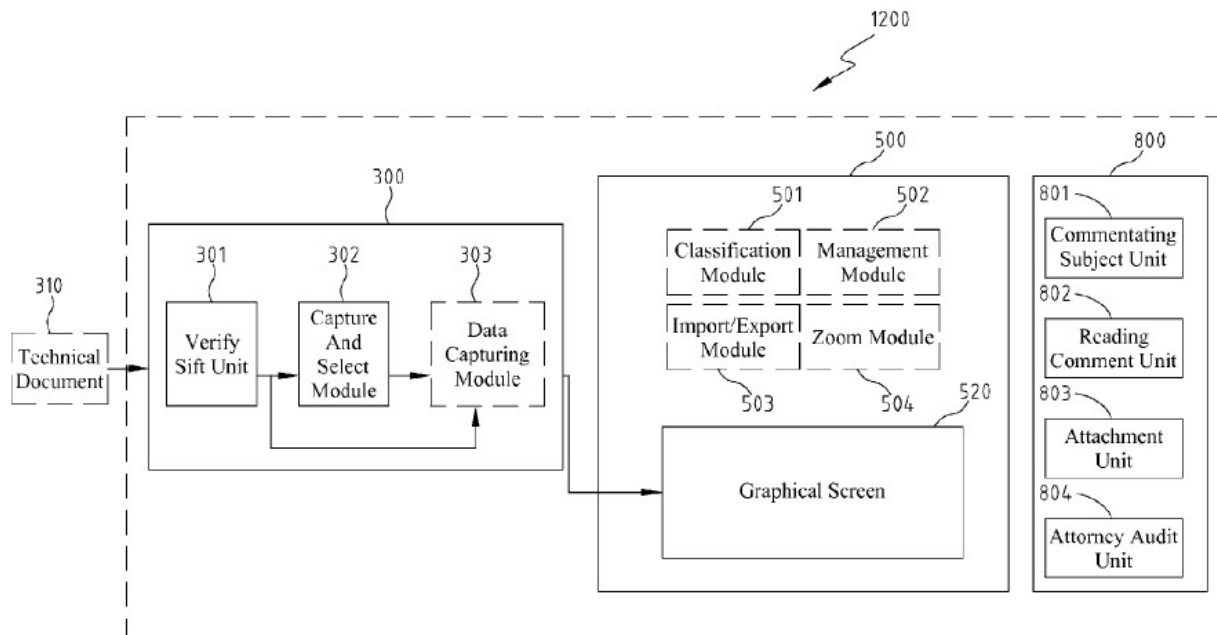 1200
500
800
300
501
502
801
Commentating
Subject Unit
Classification
Module
Management
Module
301
302
303
310
802
Reading
Comment Unit
Import/Export
Module
Zoom Module
Verify
Sift Unit
Capture
And
Select
Module
Data
Capturing
Module
Technical
Document
503
504
520
803
Attachment
Unit
Graphical Screen
804
Attorney Audit
Unit